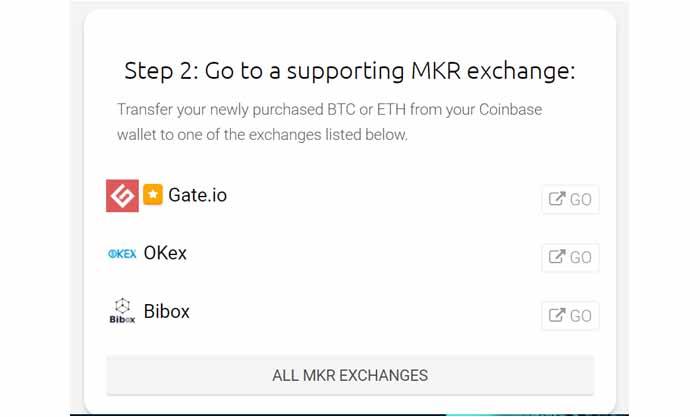 Step 2: Go to a supporting MKR exchange:
Transfer your newly purchased BTC or ETH from your Coinbase
wallet to one of the exchanges listed below.
Gate.io GO
OKEX OKex GO
Bibox Bibox GO
ALL MKR EXCHANGES